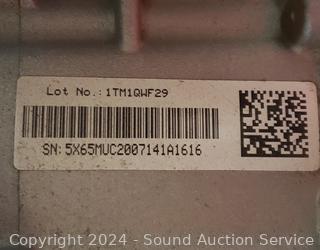 Lot No.:1TM1QWF29
SN:5X65MUC2007141A1616
Copyright 2024 - Sound Auction Service